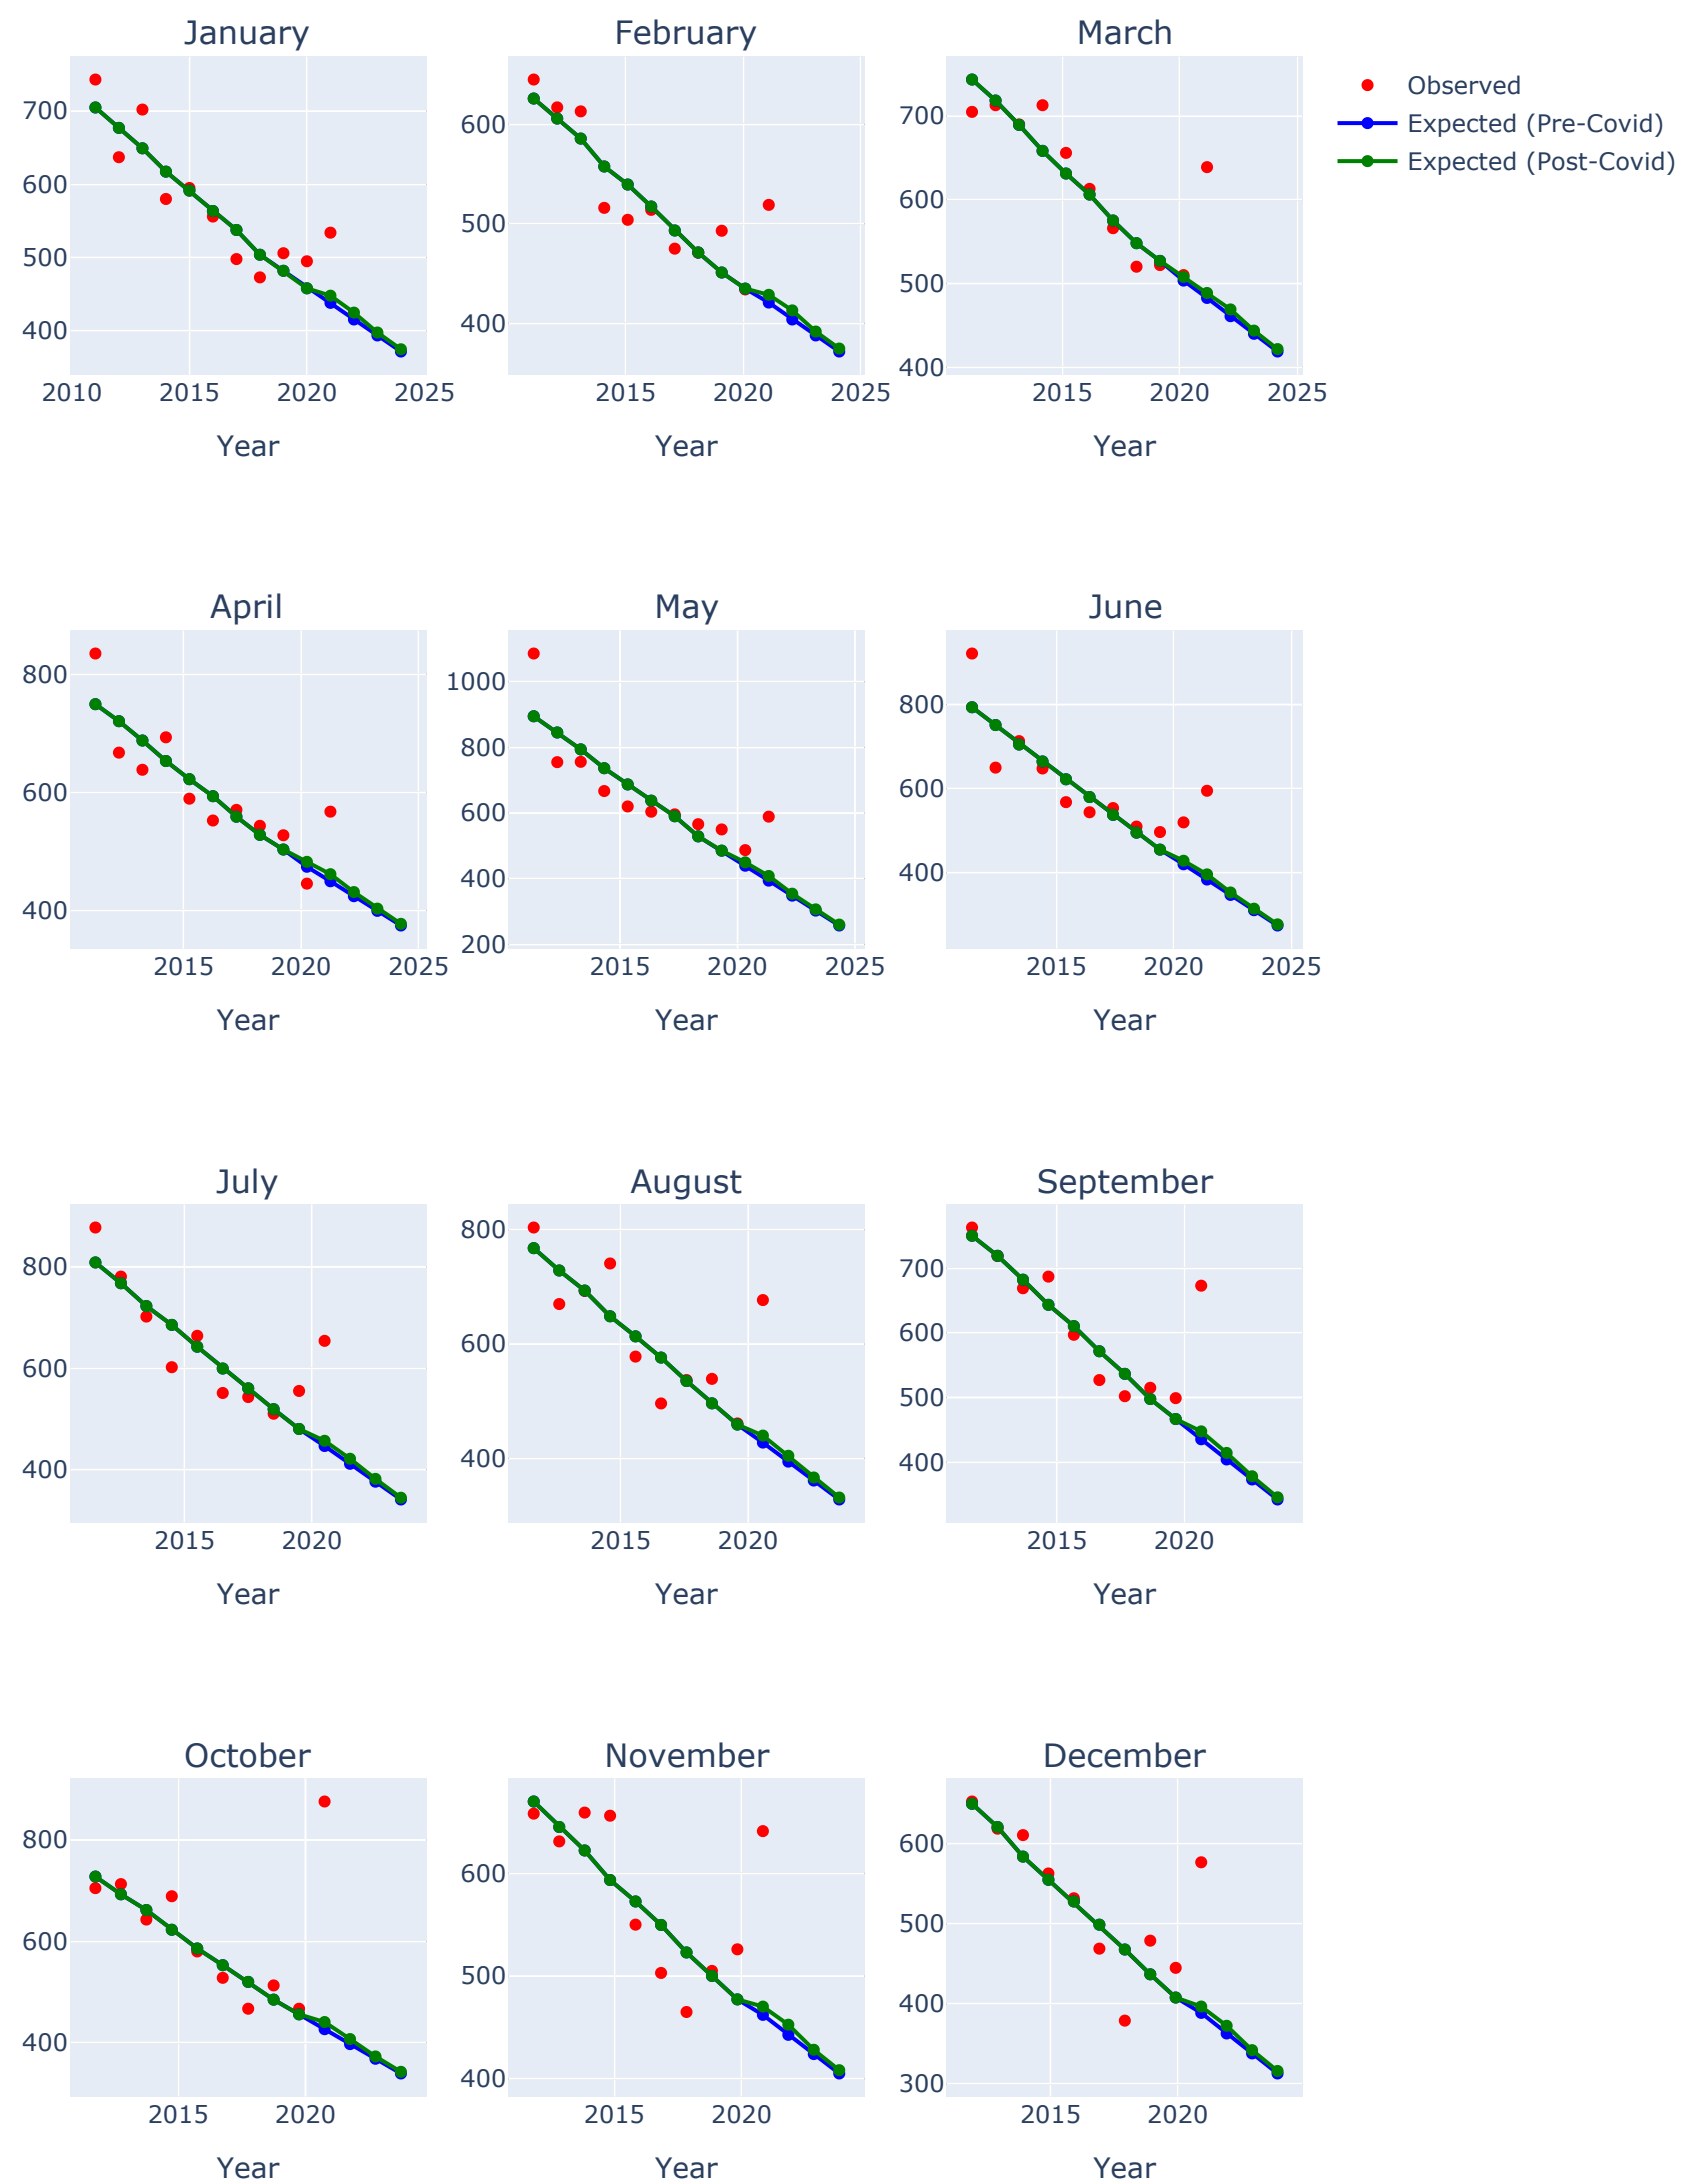 January
February
March
700
600
500
400
2010
2015
2020
2025
Year
600
500
400
2015
2020
2025
Year
700
600
500
400
2015
2020
2025
Year
Observed
Expected (Pre-Covid)
Expected (Post-Covid)
April
May
June
800
600
400
2015
2020
2025
Year
1000
800
600
400
200
2015
2020
2025
Year
800
600
400
2015
2020
2025
Year
July
August
September
800
600
400
2015
2020
Year
800
600
400
2015
2020
Year
700
600
500
400
2015
2020
Year
October
November
December
800
600
400
2015
2020
Year
600
500
400
2015
2020
Year
600
500
400
300
2015
2020
Year